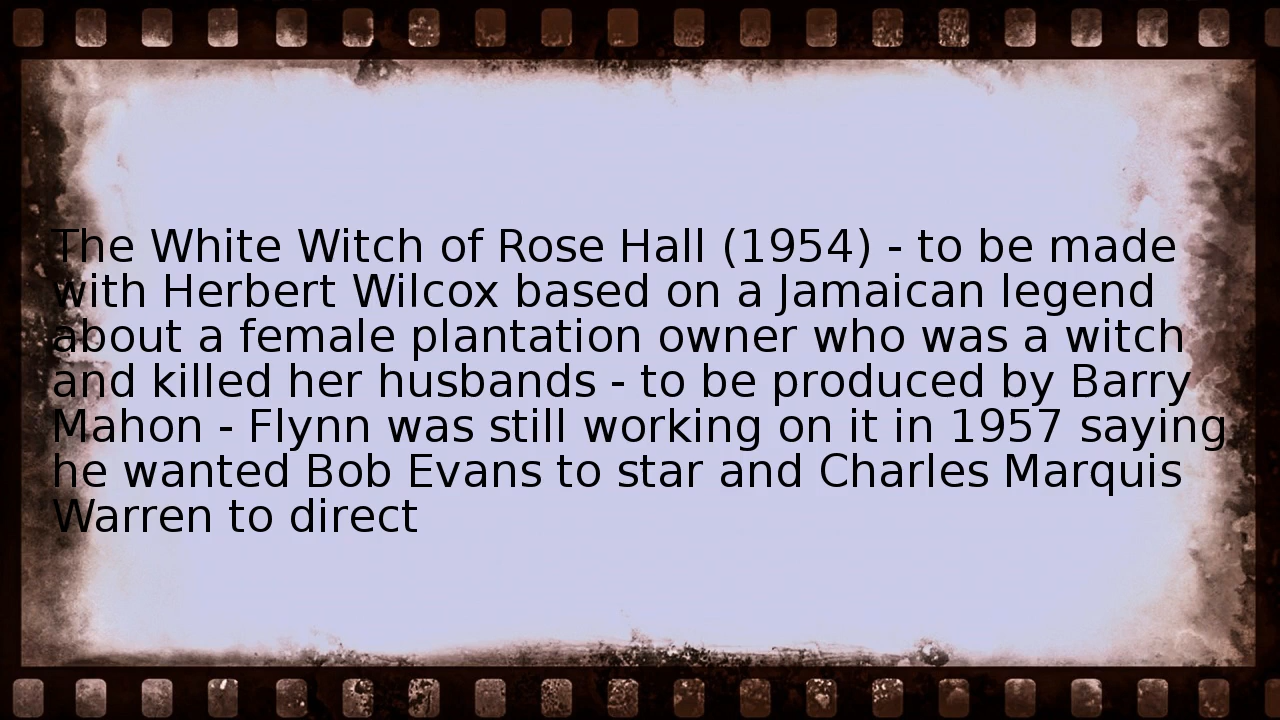 The White Witch of Rose Hall (1954) - to be made
with Herbert Wilcox based on a Jamaican legend
about a female plantation owner who was a witch
and killed her husbands - to be produced by Barry
Mahon - Flynn was still working on it in 1957 saying
he wanted Bob Evans to star and Charles Marquis
Warren to direct